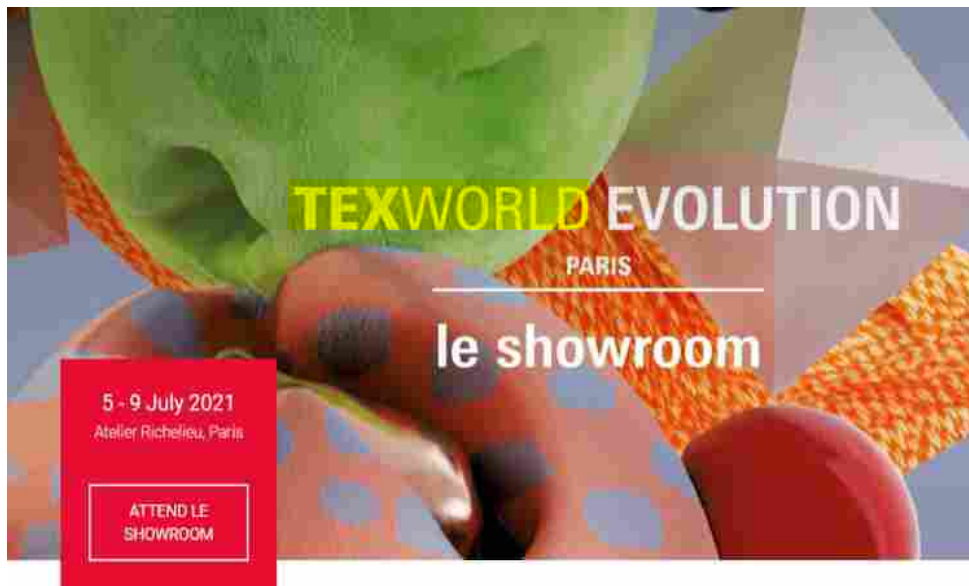 TEXWORLD EVOLUTION
PARIS
le showroom
5 - 9 July 2021
Atelier Richelieu, Paris
ATTEND LE
SHOWROOM